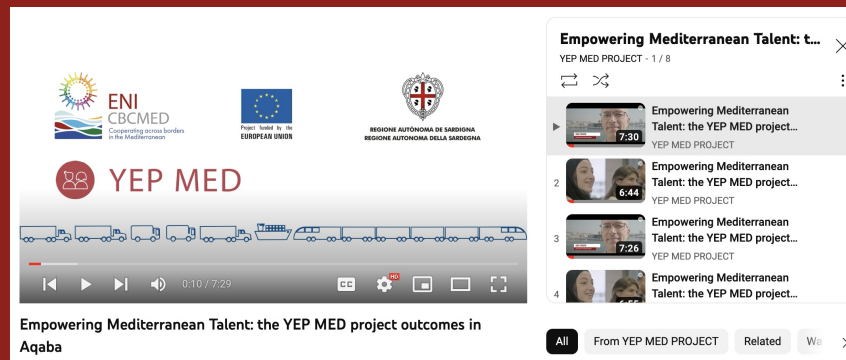 ENI
CBCMED
Cooperating across borders
in the Mediterranean
Project funded by the
EUROPEAN UNION
REGIONE AUTÒNOMA DE SARDIGNA
REGIONE AUTONOMA DELLA SARDEGNA
YEP MED
0:10 / 7:29
CC
HD
Empowering Mediterranean Talent: the YEP MED project outcomes in
Aqaba
Empowering Mediterranean Talent: t...
YEP MED PROJECT - 1 / 8
7:30
Empowering Mediterranean
Talent: the YEP MED project...
YEP MED PROJECT
2
6:44
Empowering Mediterranean
Talent: the YEP MED project...
YEP MED PROJECT
3
7:26
Empowering Mediterranean
Talent: the YEP MED project...
YEP MED PROJECT
4
Empowering Mediterranean
Talent: the YEP MED project...
All
From YEP MED PROJECT
Related
Wa